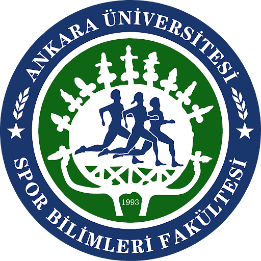 ANKARA ÜNİVERSİTESİ
1993
SPOR BİLİMLERİ FAKÜLTESİ